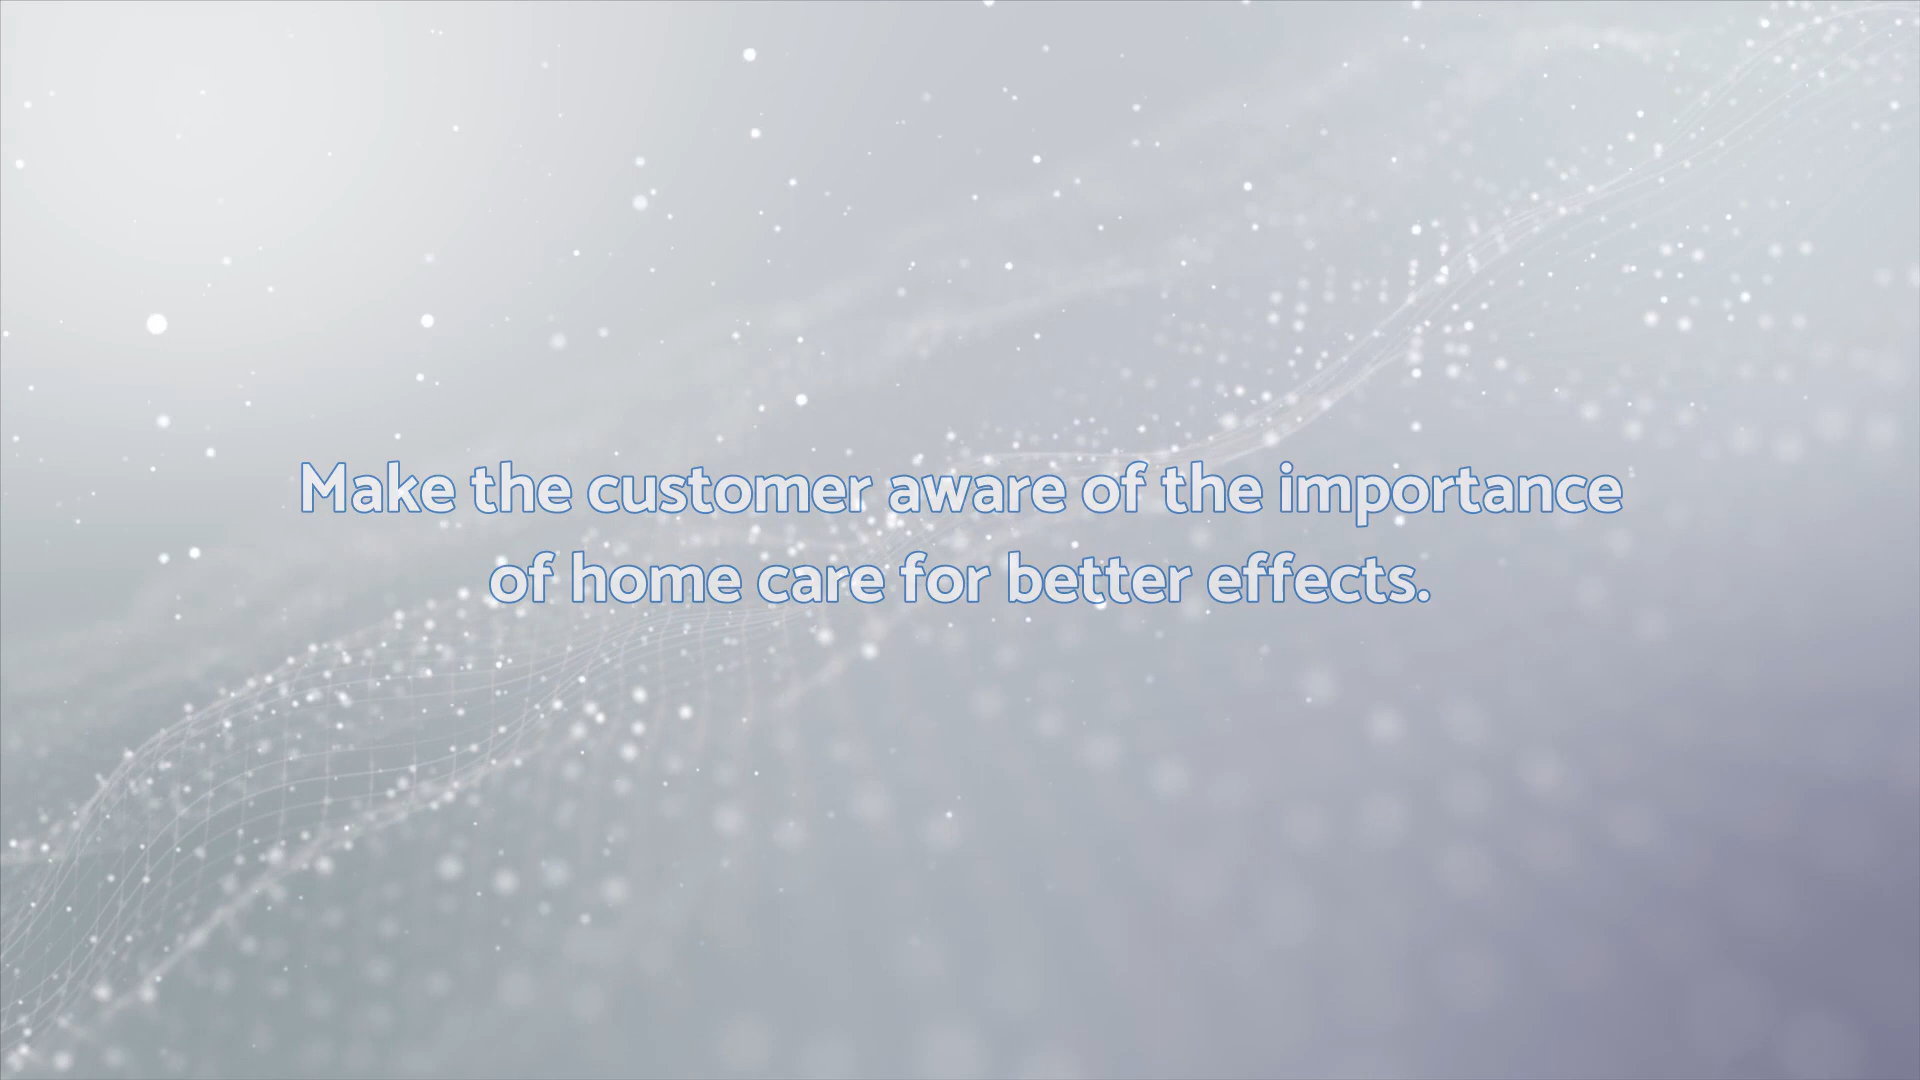 Make the customer aware of the importance
of home care for better effects.